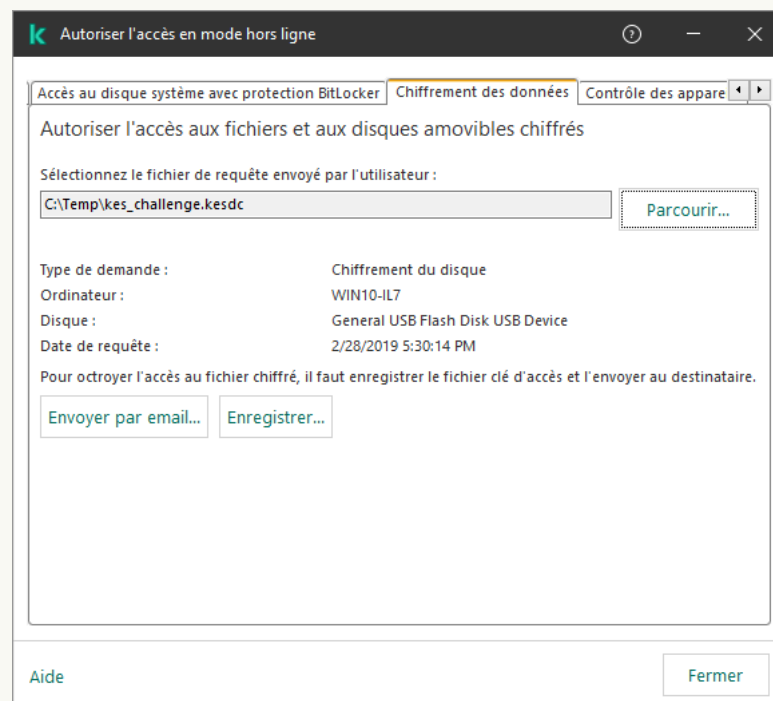 Autoriser l'accès en mode hors ligne
Accès au disque système avec protection BitLocker
Chiffrement des données
Contrôle des appare
Autoriser l'accès aux fichiers et aux disques amovibles chiffrés
Sélectionnez le fichier de requête envoyé par l'utilisateur :
C:\Temp\kes_challenge.kesdc
Parcourir...
Type de demande : Chiffrement du disque
Ordinateur : WIN10-IL7
Disque : General USB Flash Disk USB Device
Date de requête : 2/28/2019 5:30:14 PM
Pour octroyer l'accès au fichier chiffré, il faut enregistrer le fichier clé d'accès et l'envoyer au destinataire.
Envoyer par email... Enregistrer...
Aide
Fermer